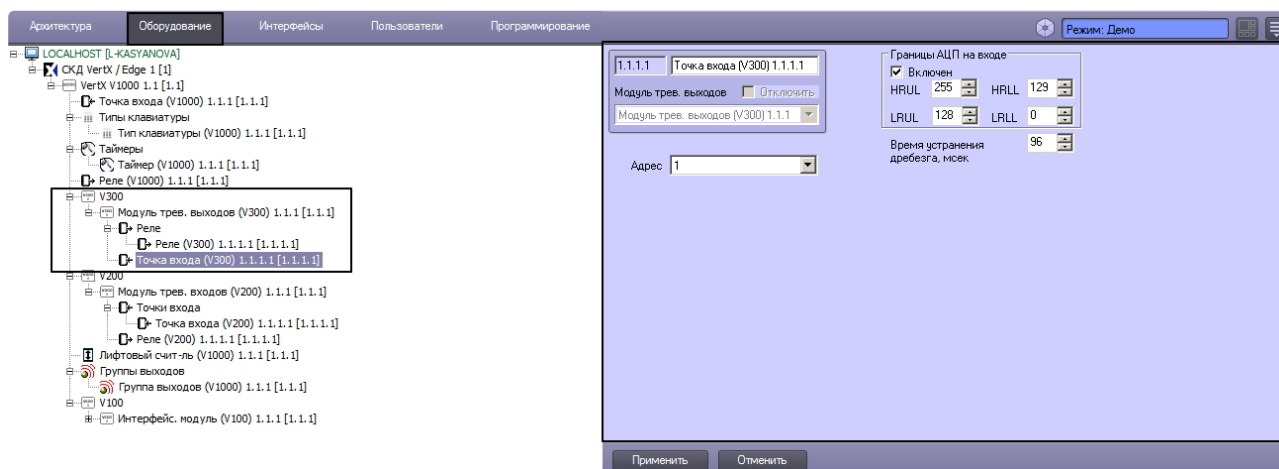 Архитектура Оборудование Интерфейсы Пользователи Программирование Режим: Демо
LOCALHOST [L-KASYANOVA]
СКД VertX / Edge 1 [1]
VertX V1000 1.1 [1.1]
Точка входа (V1000) 1.1.1 [1.1.1]
Типы клавиатуры
Тип клавиатуры (V1000) 1.1.1 [1.1.1]
Таймеры
Таймер (V1000) 1.1.1 [1.1.1]
Реле (V1000) 1.1.1 [1.1.1]
V300
Модуль трев. выходов (V300) 1.1.1 [1.1.1]
Реле
Реле (V300) 1.1.1.1 [1.1.1.1]
Точка входа (V300) 1.1.1.1 [1.1.1.1]
V200
Модуль трев. входов (V200) 1.1.1 [1.1.1]
Точки входа
Точка входа (V200) 1.1.1.1 [1.1.1.1]
Реле (V200) 1.1.1.1 [1.1.1.1]
Лифтовый счит-ль (V1000) 1.1.1 [1.1.1]
Группы выходов
Группа выходов (V1000) 1.1.1 [1.1.1]
V100
Интерфейс. модуль (V100) 1.1.1 [1.1.1]
1.1.1.1 Точка входа (V300) 1.1.1.1
Модуль трев. выходов Отключить
Модуль трев. выходов (V300) 1.1.1
Адрес 1
Границы АЦП на входе
Включен
HRUL 255 HRLL 129
LRUL 128 LRLL 0
Время устранения 96
дребезга, мсек
Применить Отменить